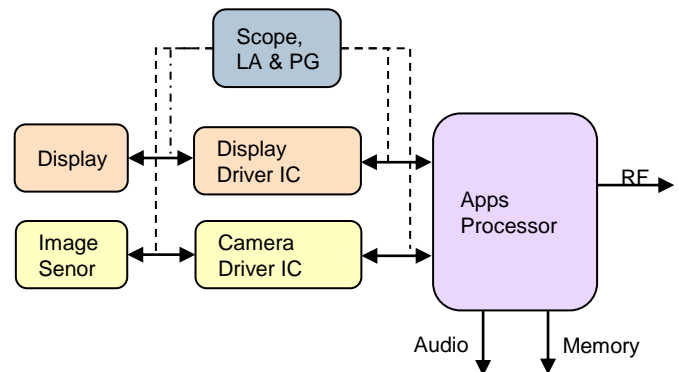 Scope,
LA & PG
Display
Display
Driver IC
Apps
Processor
RF
Image
Senor
Camera
Driver IC
Audio
Memory